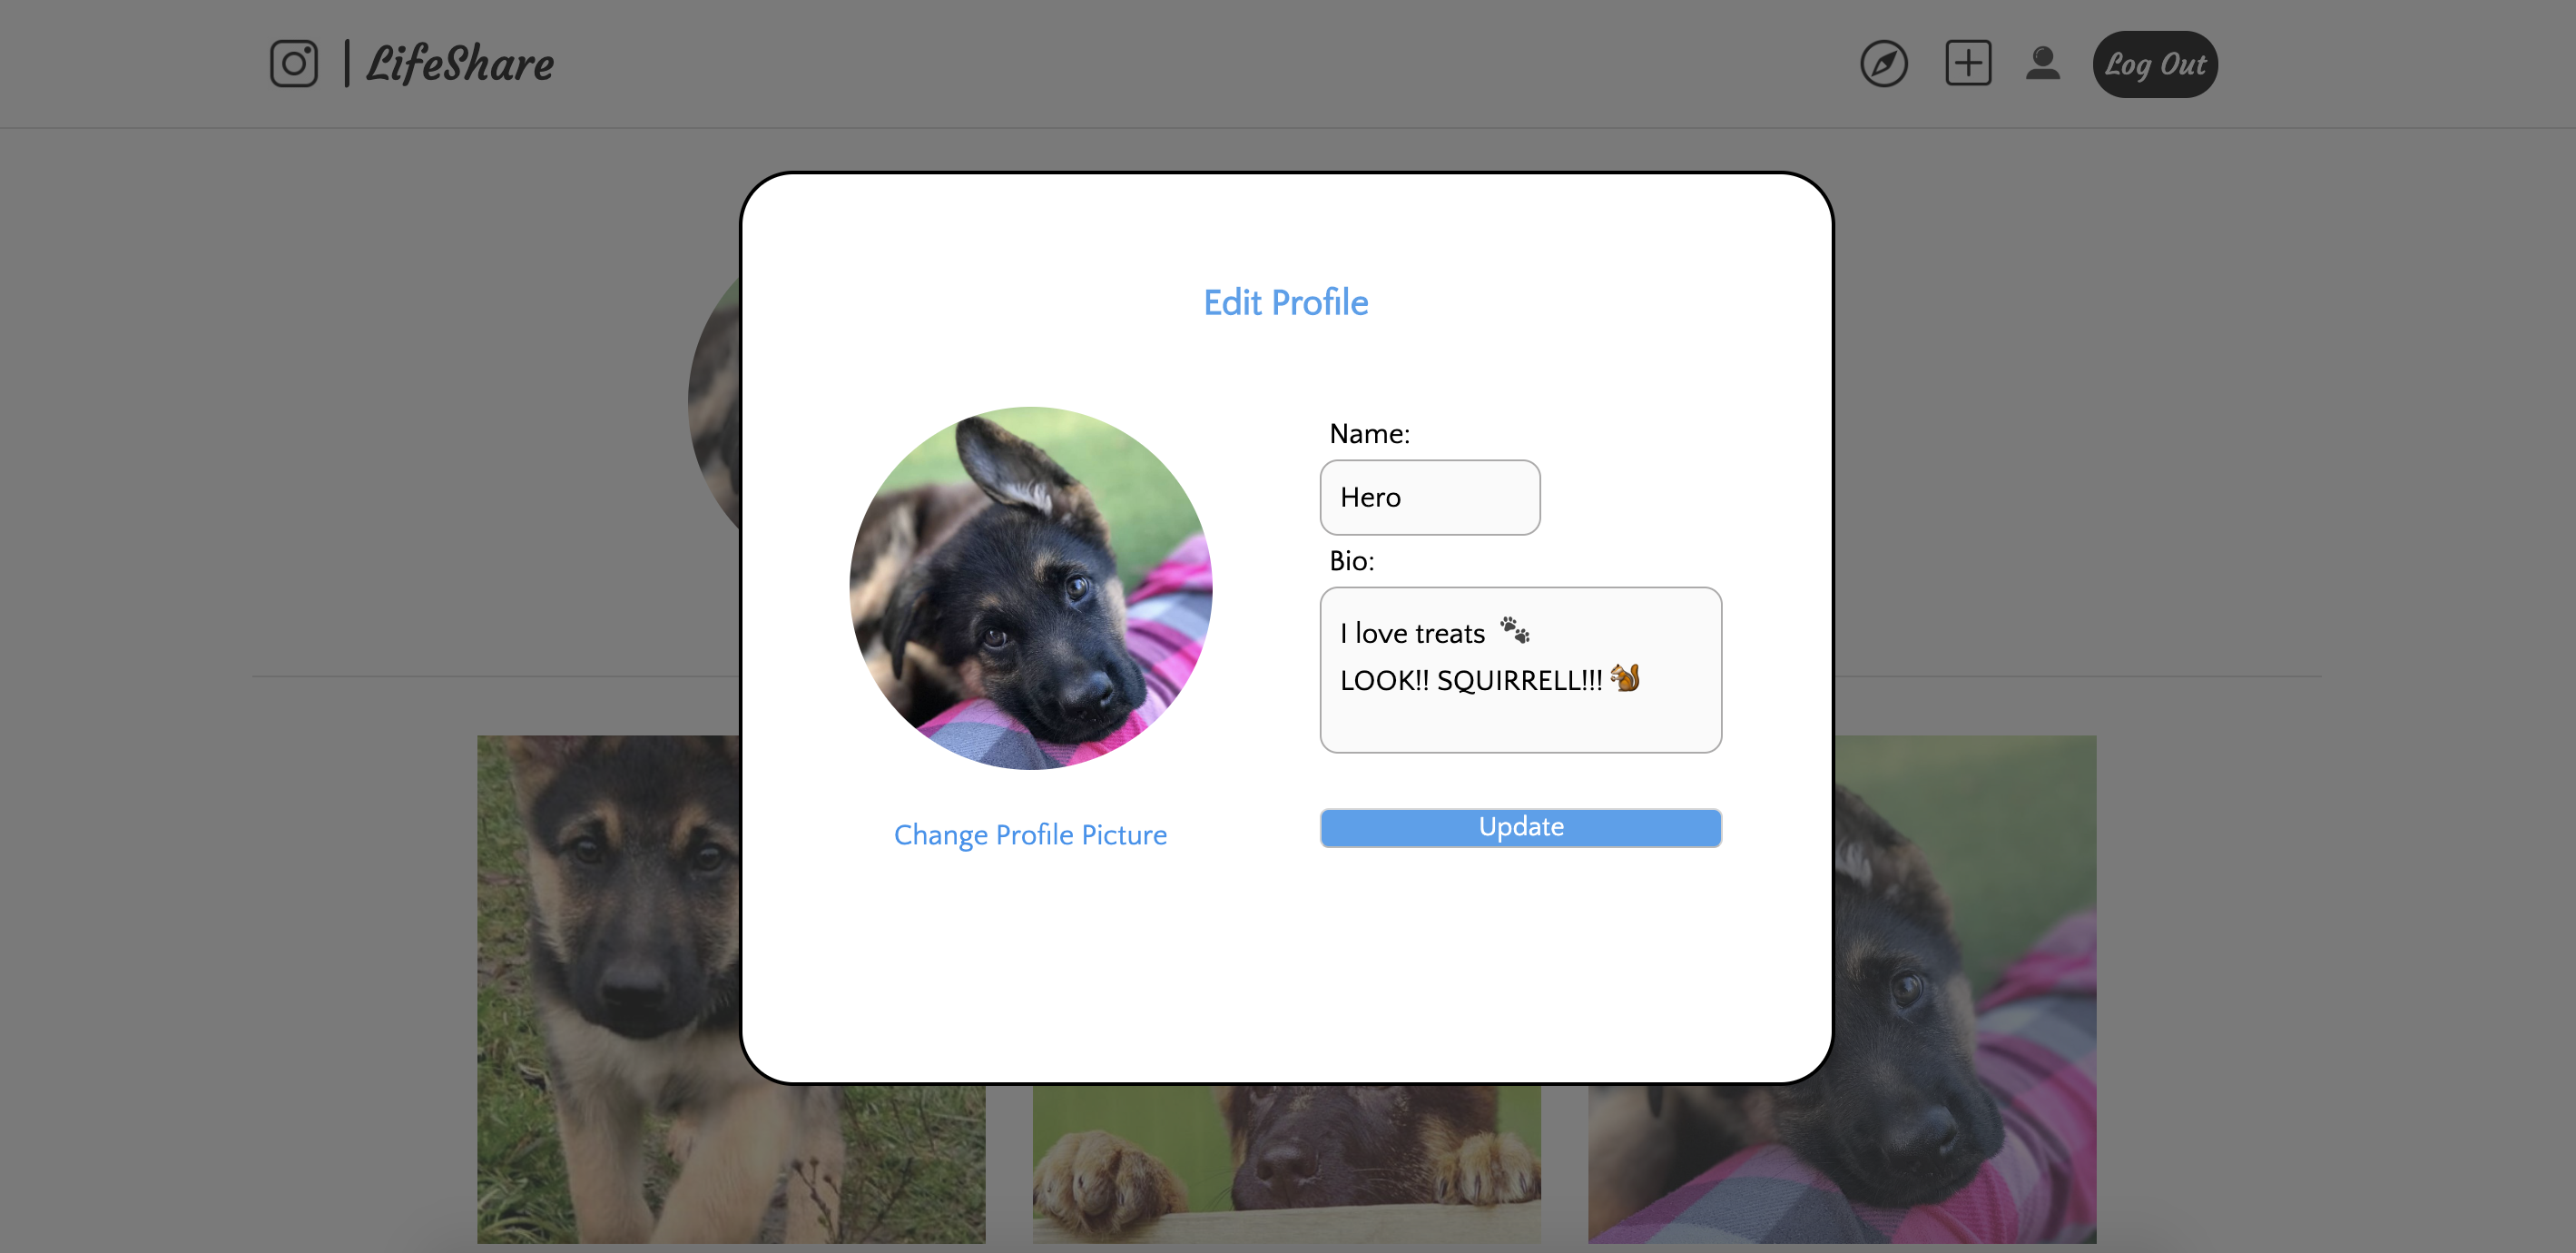 LifeShare
Log Out
Edit Profile
Name:
Hero
Bio:
I love treats 🐾
LOOK!! SQUIRRELL!!! 🐿️
Change Profile Picture
Update